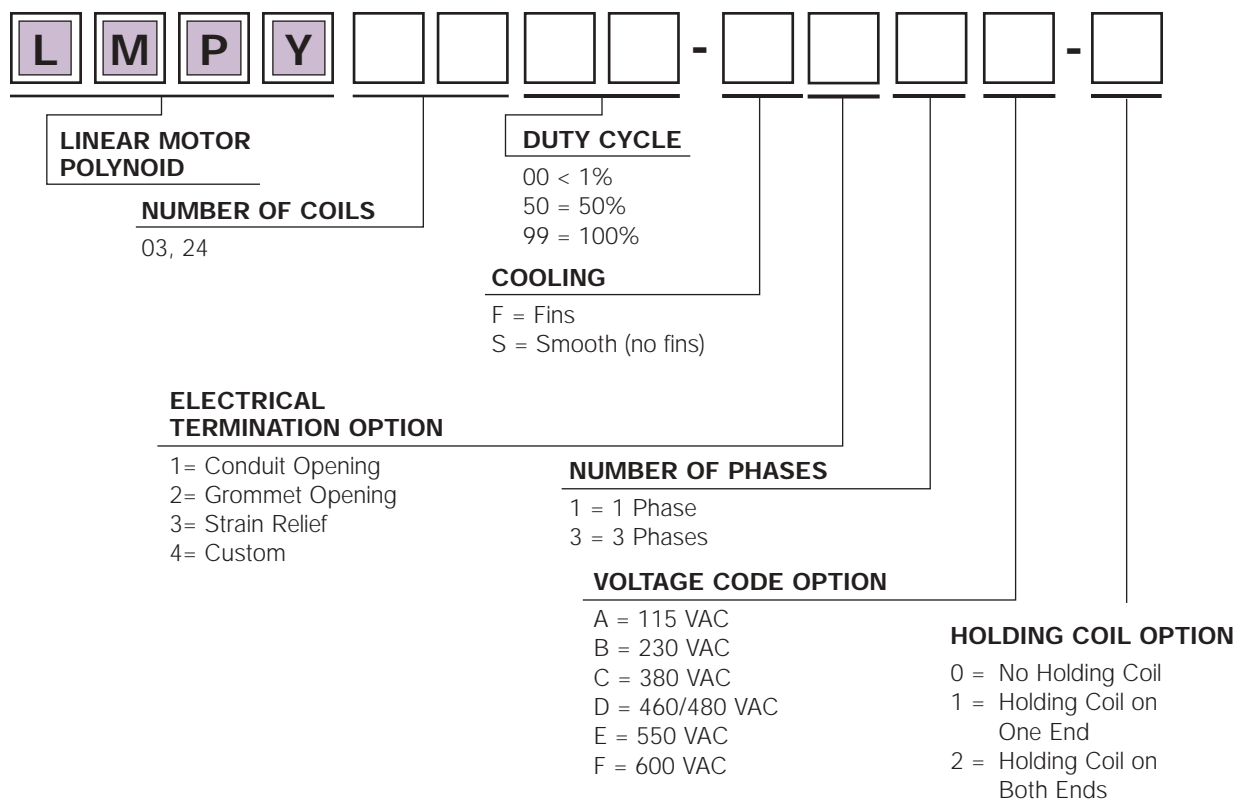 L M P Y - -
LINEAR MOTOR
POLYNOID
NUMBER OF COILS
03, 24
DUTY CYCLE
00 < 1%
50 = 50%
99 = 100%
COOLING
F = Fins
S = Smooth (no fins)
ELECTRICAL
TERMINATION OPTION
1= Conduit Opening
2= Grommet Opening
3= Strain Relief
4= Custom
NUMBER OF PHASES
1 = 1 Phase
3 = 3 Phases
VOLTAGE CODE OPTION
A = 115 VAC
B = 230 VAC
C = 380 VAC
D = 460/480 VAC
E = 550 VAC
F = 600 VAC
HOLDING COIL OPTION
0 = No Holding Coil
1 = Holding Coil on
One End
2 = Holding Coil on
Both Ends